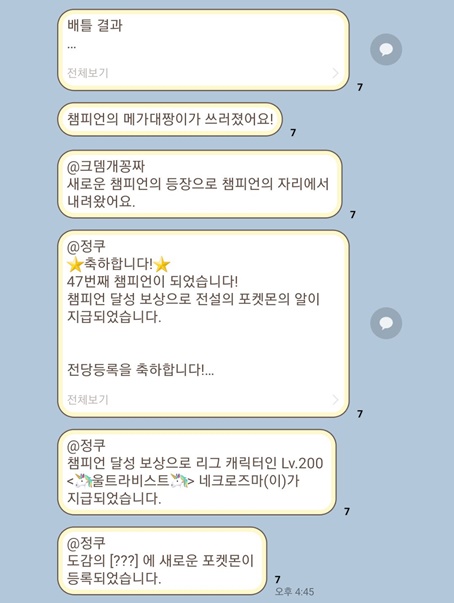 배틀 결과
...
전체보기
7
챔피언의 메가대짱이가 쓰러졌어요!
7
@크뎀개꽁짜
새로운 챔피언의 등장으로 챔피언의 자리에서
내려왔어요.
7
@정쿠
⭐축하합니다!⭐
47번째 챔피언이 되었습니다!
챔피언 달성 보상으로 전설의 포켓몬의 알이
지급되었습니다.
전당등록을 축하합니다!...
전체보기
7
@정쿠
챔피언 달성 보상으로 리그 캐릭터인 Lv.200
<🦄울트라비스트🦄> 네크로즈마(이)가
지급되었습니다.
7
@정쿠
도감의 [???] 에 새로운 포켓몬이
등록되었습니다.
7
오후 4:45